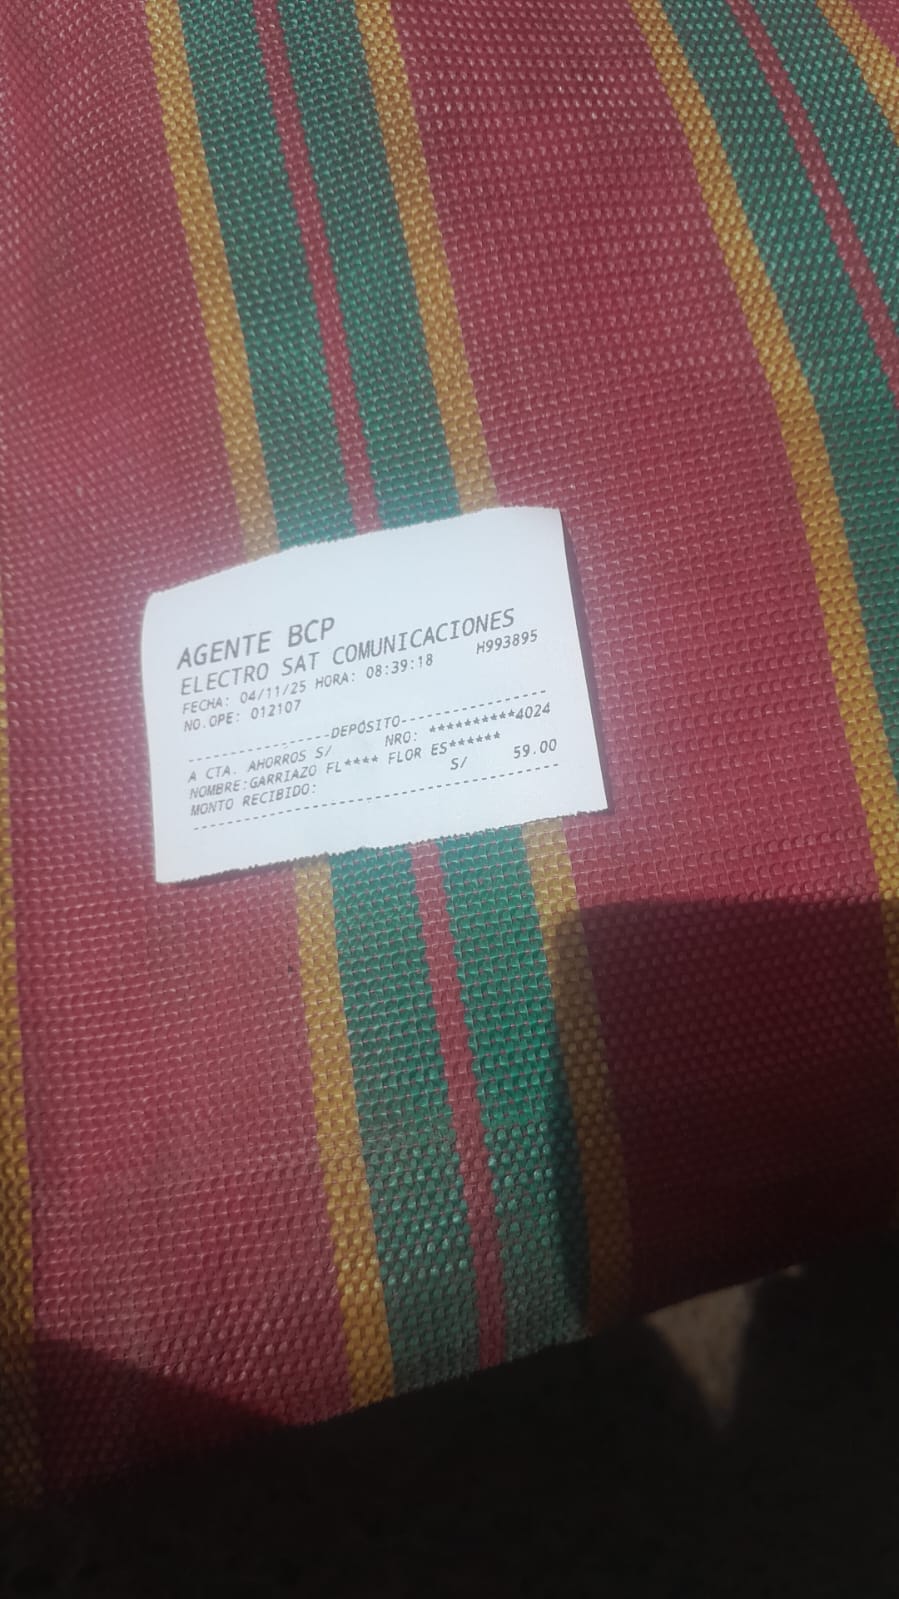 AGENTE BCP
ELECTRO SAT COMUNICACIONES
FECHA: 04/11/25 HORA: 08:39:18 H993895
NO.OPE: 012107
-----------------DEPÓSITO-----------------
A CTA. AHORROS S/ NRO: **********4024
NOMBRE:GARRIAZO FL**** FLOR ES******
MONTO RECIBIDO: S/ 59.00
------------------------------------------